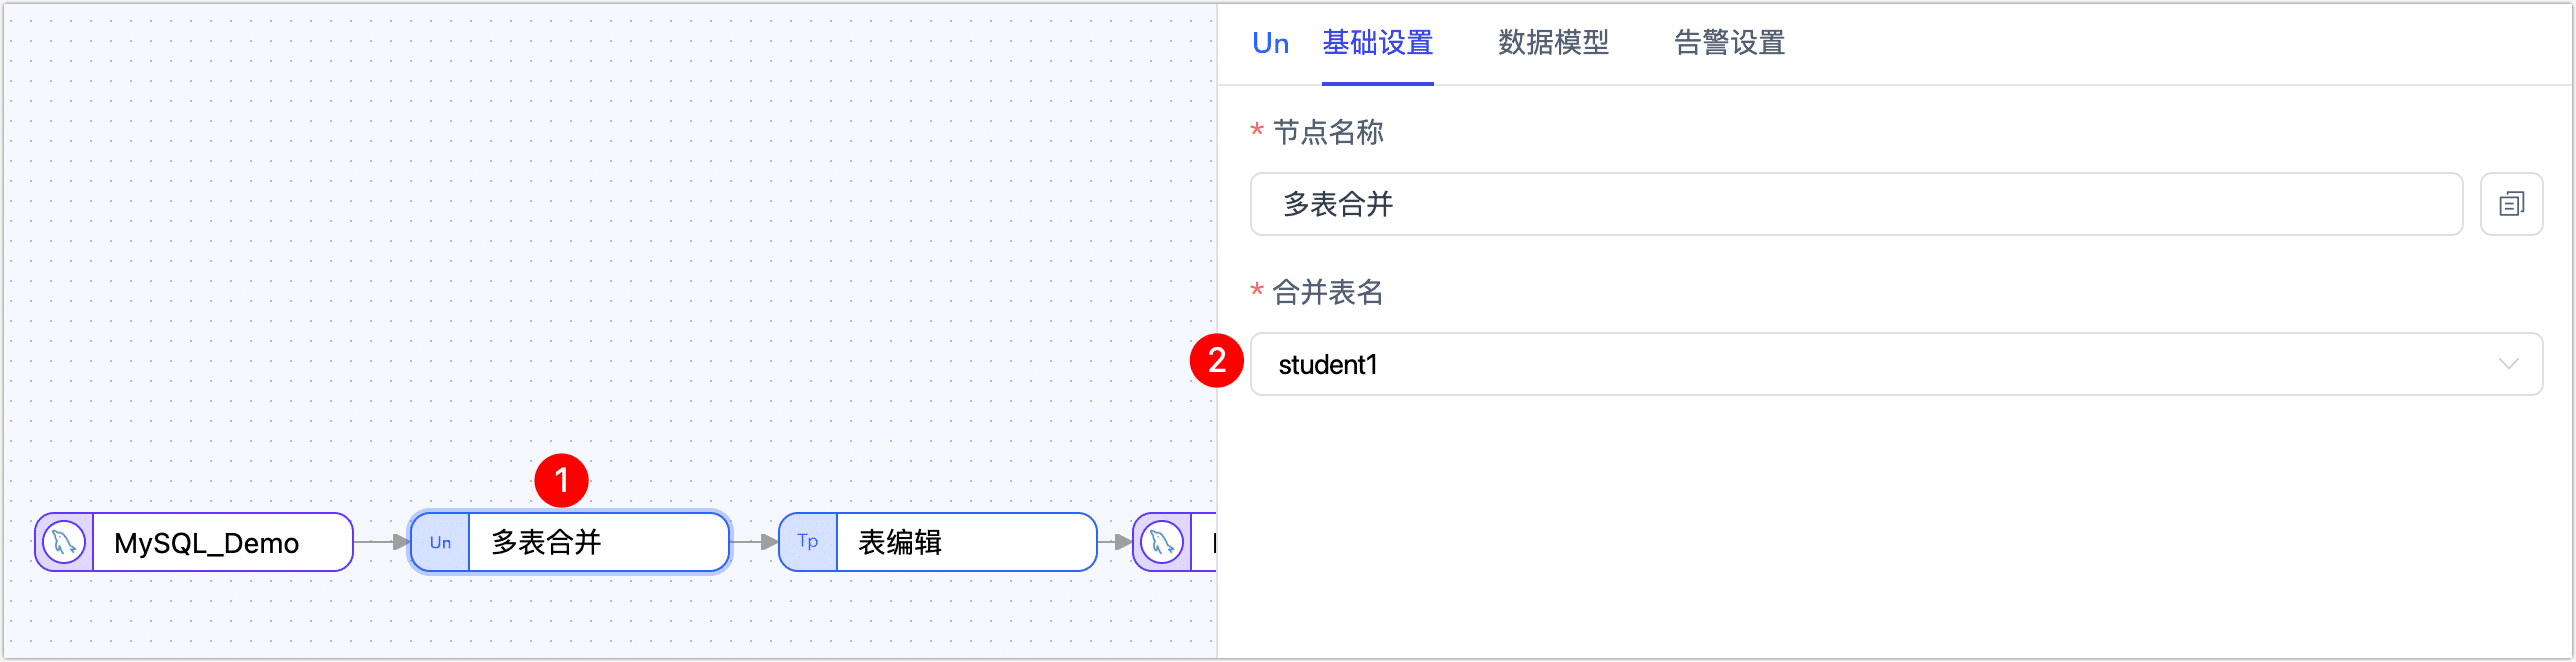 Un 基础设置 数据模型 告警设置
* 节点名称
多表合并
* 合并表名
2 student1
1
MySQL_Demo Un 多表合并 Tp 表编辑